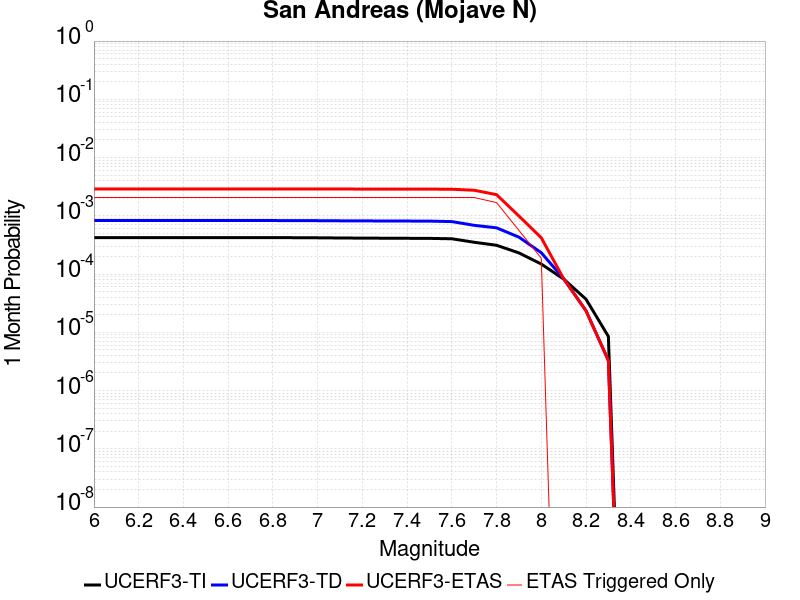 San Andreas (Mojave N)
10^0
10^-1
10^-2
10^-3
10^-4
10^-5
10^-6
10^-7
10^-8
1 Month Probability
6 6.2 6.4 6.6 6.8 7 7.2 7.4 7.6 7.8 8 8.2 8.4 8.6 8.8 9
Magnitude
UCERF3-TI UCERF3-TD UCERF3-ETAS ETAS Triggered Only